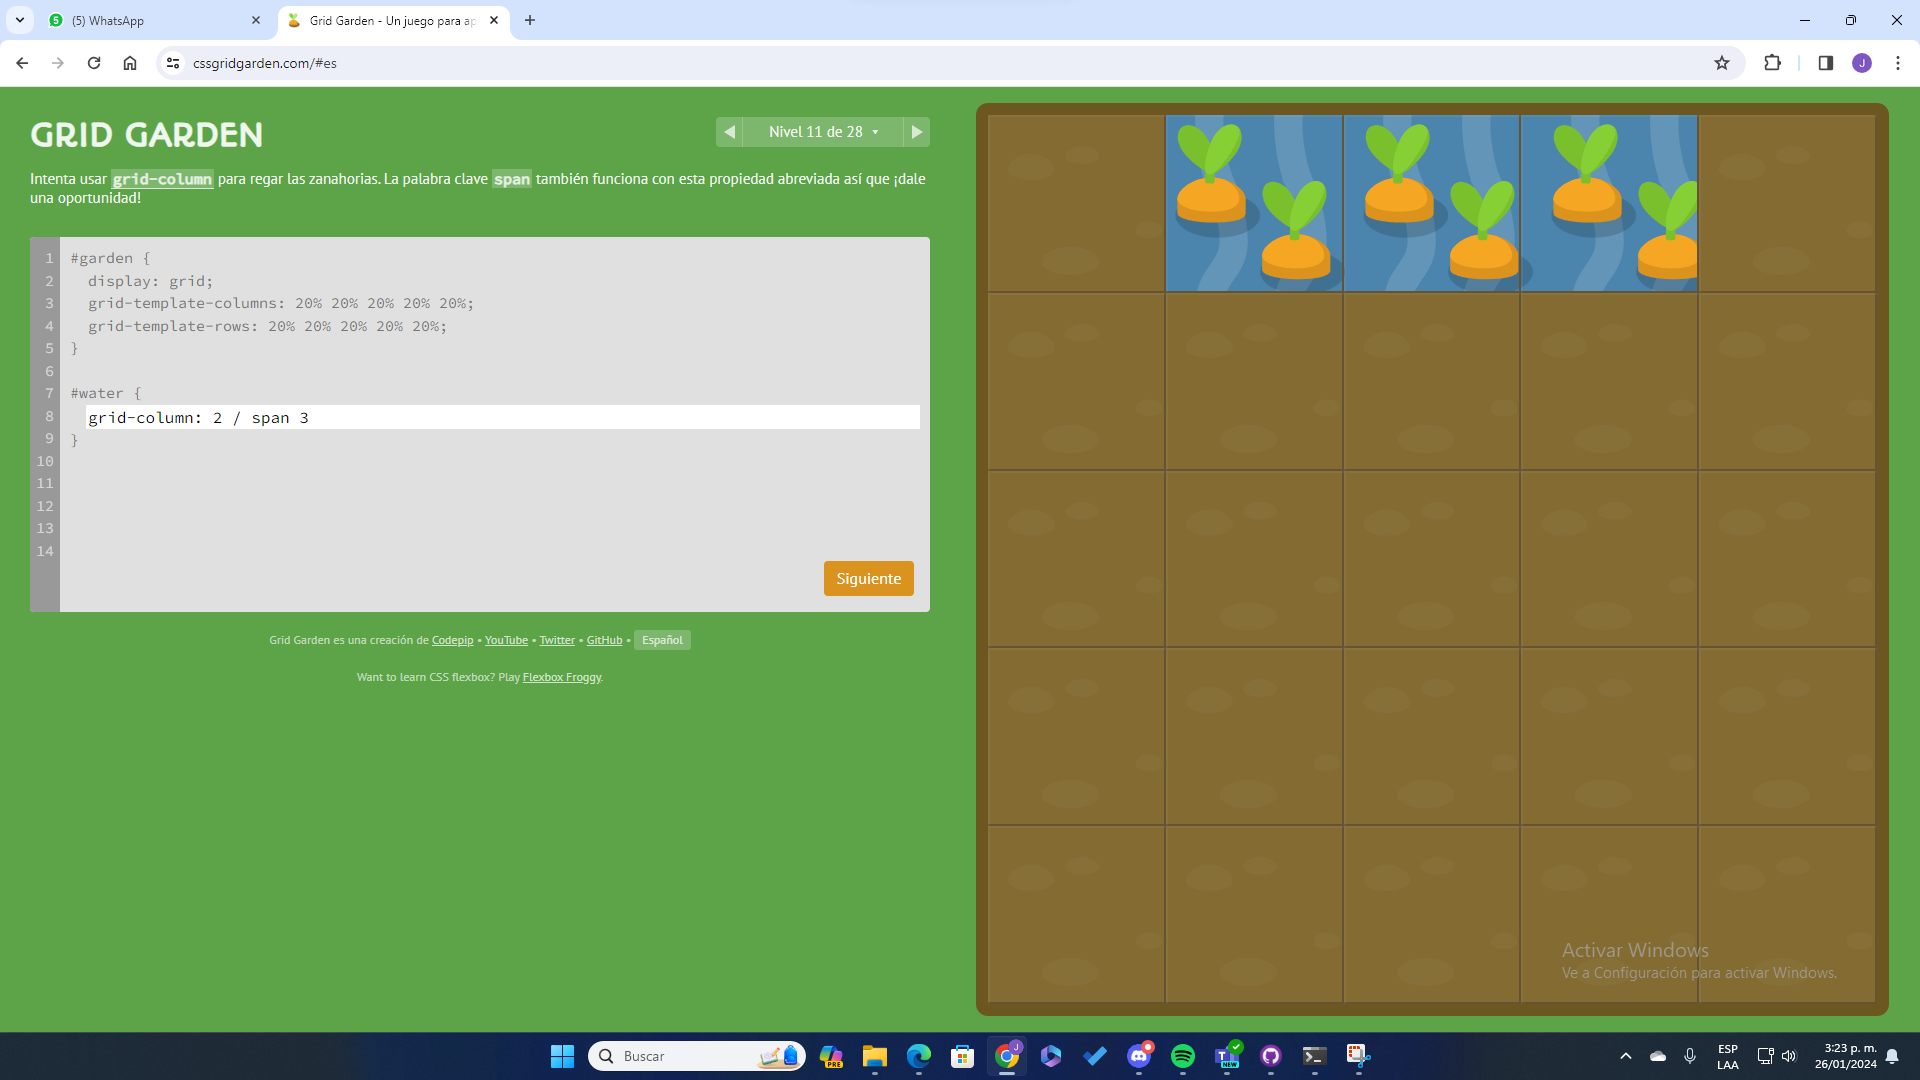 (5) WhatsApp
Grid Garden - Un juego para ap
cssgridgarden.com/#es
J
GRID GARDEN
Nivel 11 de 28
Intenta usar grid-column para regar las zanahorias. La palabra clave span también funciona con esta propiedad abreviada así que ¡dale
una oportunidad!
1 #garden {
2 display: grid;
3 grid-template-columns: 20% 20% 20% 20% 20%;
4 grid-template-rows: 20% 20% 20% 20% 20%;
5 }
6
7 #water {
8 grid-column: 2 / span 3
9 }
10
11
12
13
14
Siguiente
Grid Garden es una creación de Codepip • YouTube • Twitter • GitHub • Español
Want to learn CSS flexbox? Play Flexbox Froggy.
Activar Windows
Ve a Configuración para activar Windows.
Buscar
PRE
J
NEW
ESP
LAA
3:23 p. m.
26/01/2024